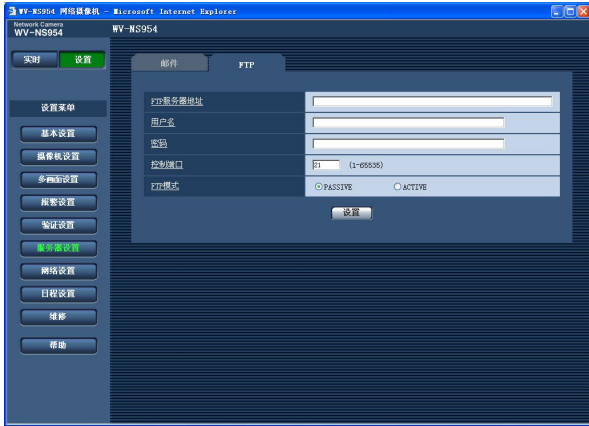 WV-NS954 网络摄像机 - Microsoft Internet Explorer
Network Camera
WV-NS954
WV-NS954
实时
设置
邮件
FTP
设置菜单
基本设置
摄像机设置
多画面设置
报警设置
验证设置
服务器设置
网络设置
日程设置
维修
帮助
FTP服务器地址
用户名
密码
控制端口
21
(1-65535)
FTP模式
PASSIVE
ACTIVE
设置